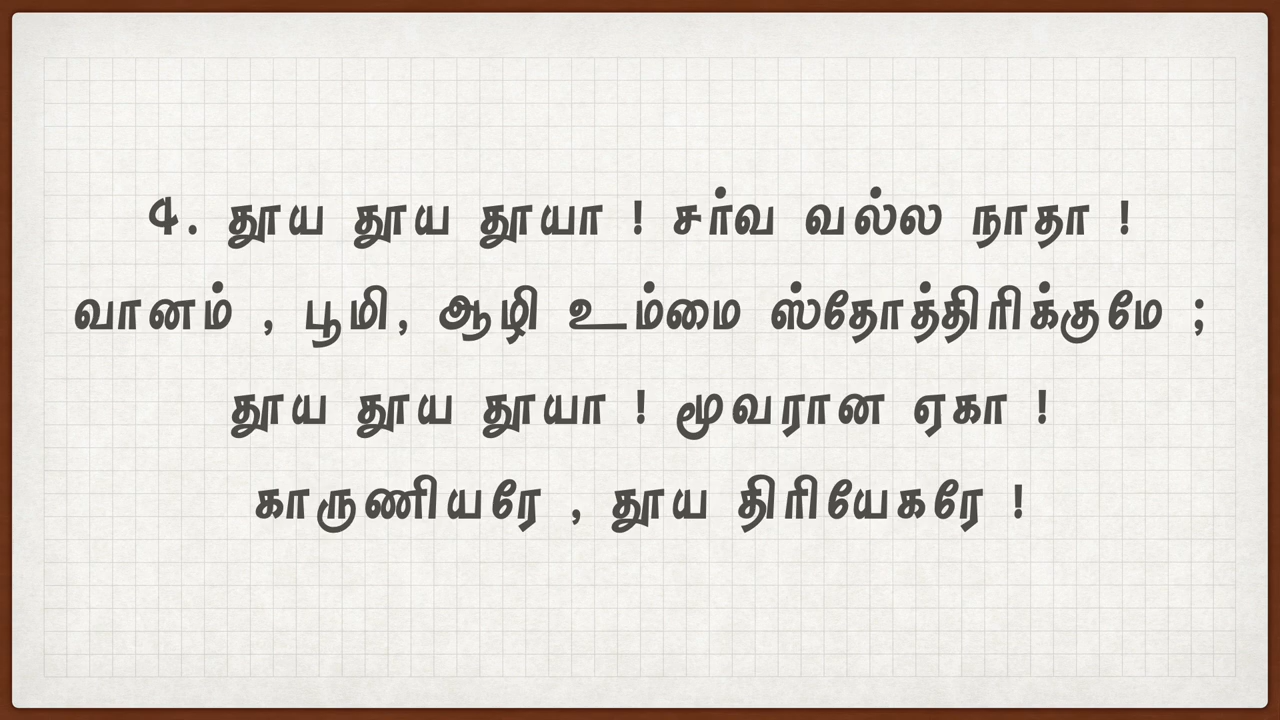 4. தூய தூய தூயா ! சர்வ வல்ல நாதா !
வானம் , பூமி, ஆழி உம்மை ஸ்தோத்திரிக்குமே ;
தூய தூய தூயா ! மூவரான ஏகா !
காருணியரே , தூய திரியேகரே !